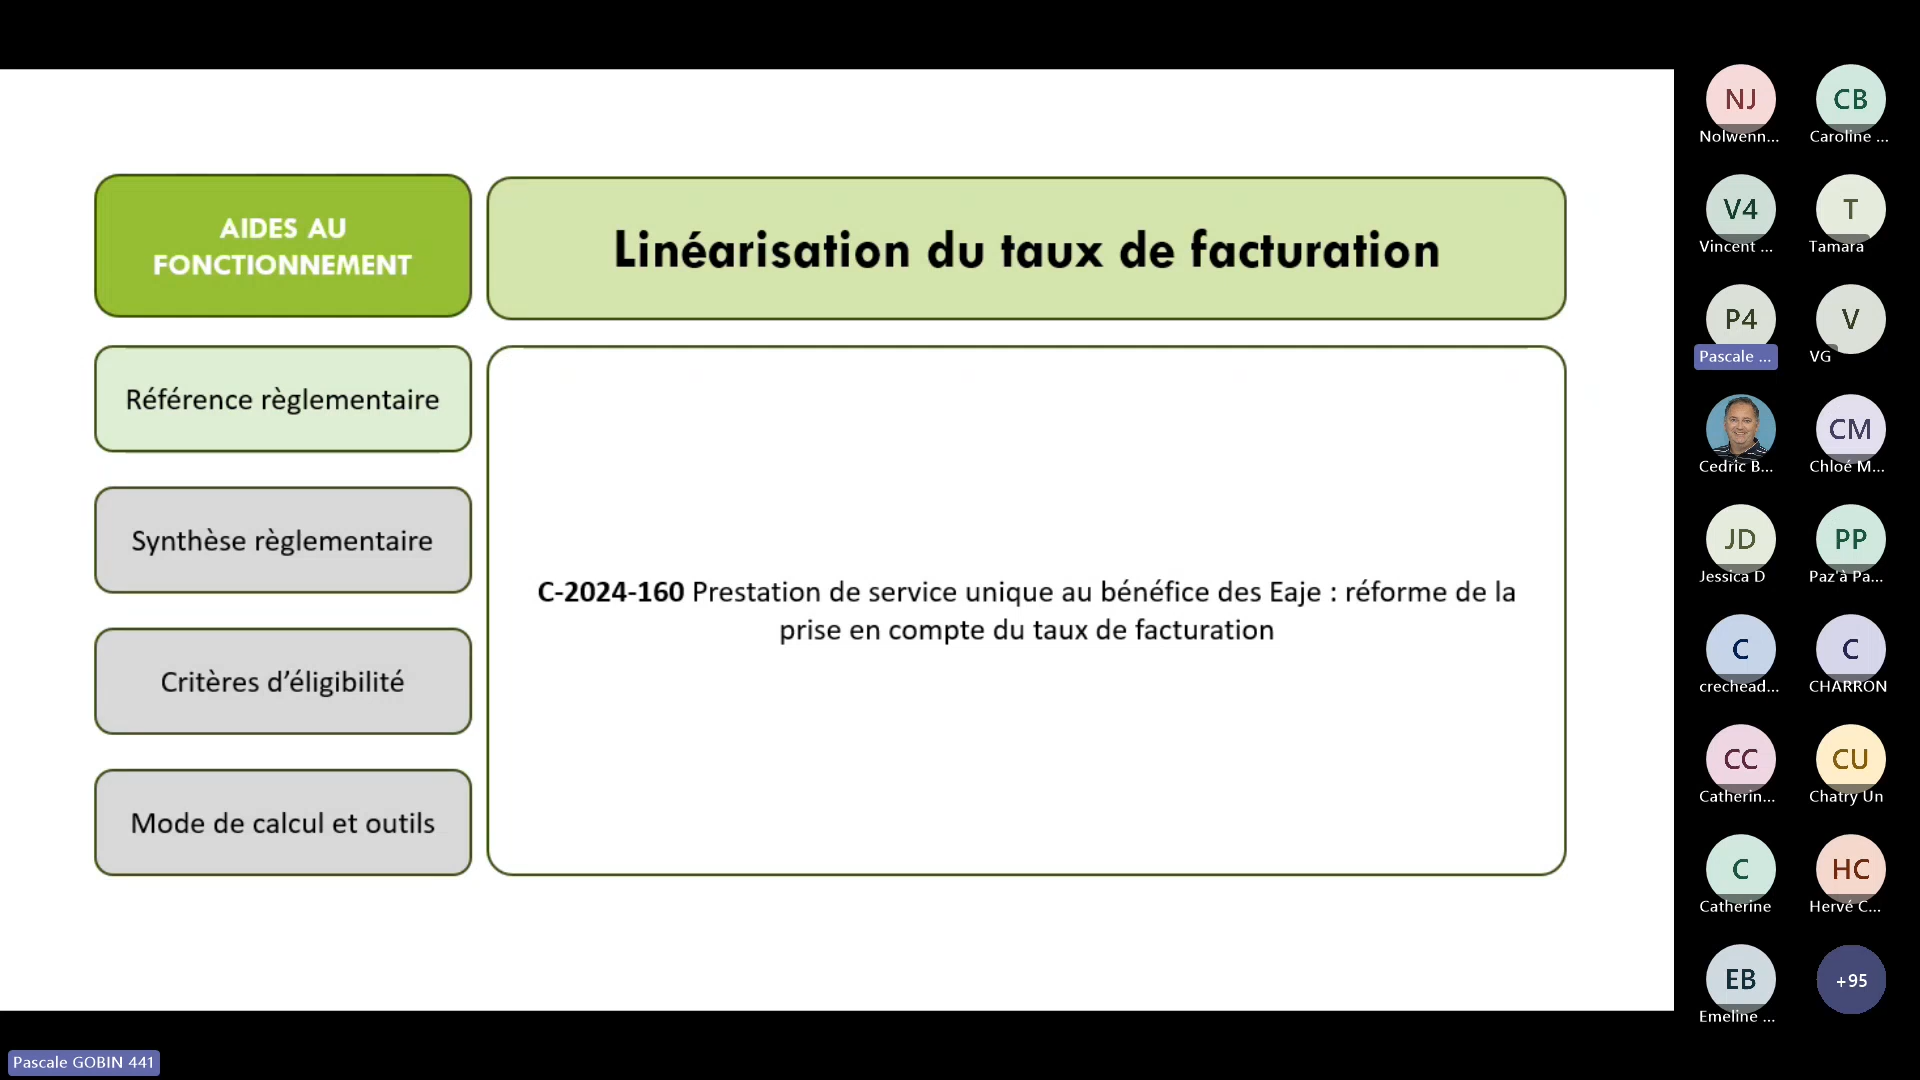 AIDES AU
FONCTIONNEMENT
Linéarisation du taux de facturation
Référence règlementaire
Synthèse règlementaire
Critères d’éligibilité
Mode de calcul et outils
C-2024-160 Prestation de service unique au bénéfice des Eaje : réforme de la
prise en compte du taux de facturation
NJ
Nolwenn...
CB
Caroline ...
V4
Vincent ...
T
Tamara
P4
Pascale ...
V
VG
Cedric B...
CM
Chloé M...
JD
Jessica D
PP
Paz'à Pa...
C
crechead...
C
CHARRON
CC
Catherin...
CU
Chatry Un
C
Catherine
HC
Hervé C...
EB
Emeline ...
+95
Pascale GOBIN 441